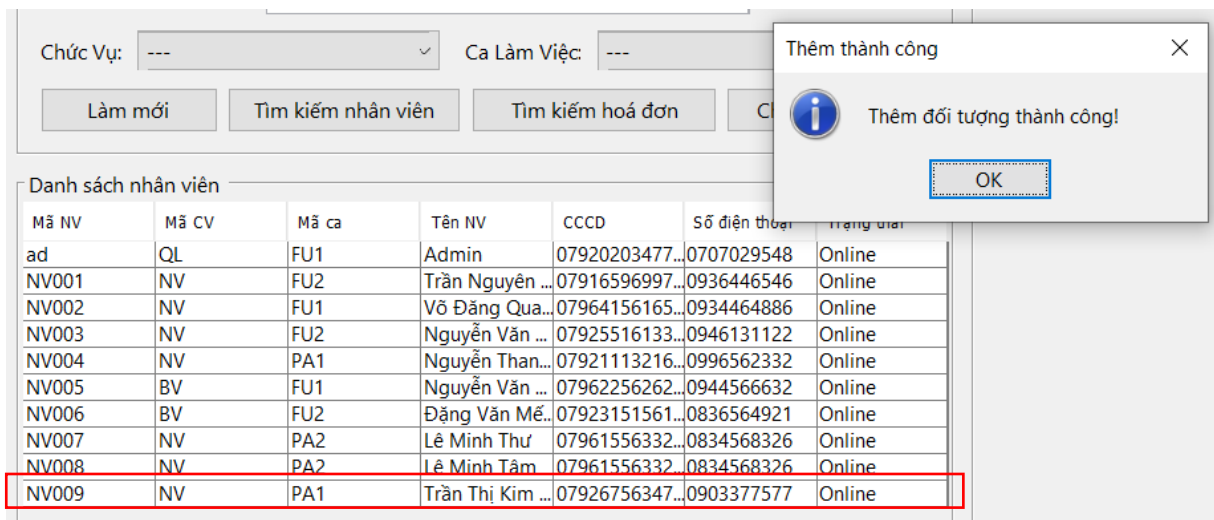 Thêm thành công
Chức Vụ: --- Ca Làm Việc: ---
Thêm đối tượng thành công!
Làm mới Tìm kiếm nhân viên Tìm kiếm hoá đơn
OK
Danh sách nhân viên
Mã NV Mã CV Mã ca Tên NV CCCD Số điện thoại Trạng thái
ad QL FU1 Admin 07920203477... 0707029548 Online
NV001 NV FU2 Trần Nguyên ... 07916596997... 0936446546 Online
NV002 NV FU1 Võ Đăng Qua... 07964156165... 0934464886 Online
NV003 NV FU2 Nguyễn Văn ... 07925516133... 0946131122 Online
NV004 NV PA1 Nguyễn Than... 07921113216... 0996562332 Online
NV005 BV FU1 Nguyễn Văn ... 07962256262... 0944566632 Online
NV006 BV FU2 Đặng Văn Mế... 07923151561... 0836564921 Online
NV007 NV PA2 Lê Minh Thư 07961556332... 0834568326 Online
NV008 NV PA2 Lê Minh Tâm 07961556332... 0834568326 Online
NV009 NV PA1 Trần Thị Kim ... 07926756347... 0903377577 Online